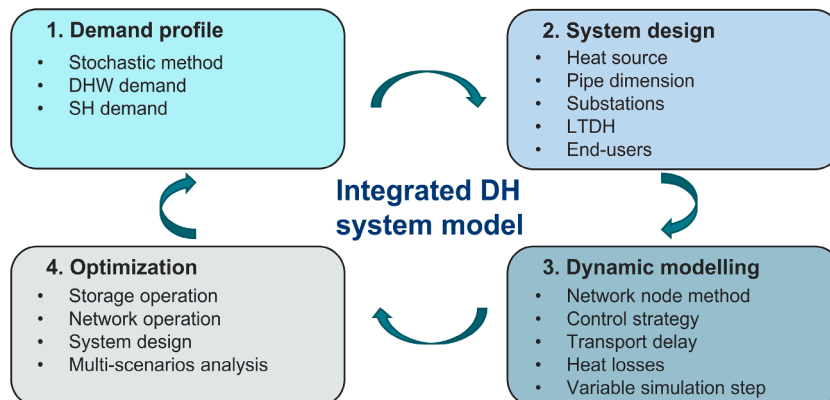 1. Demand profile
• Stochastic method
• DHW demand
• SH demand
2. System design
• Heat source
• Pipe dimension
• Substations
• LTDH
• End-users
Integrated DH
system model
4. Optimization
• Storage operation
• Network operation
• System design
• Multi-scenarios analysis
3. Dynamic modelling
• Network node method
• Control strategy
• Transport delay
• Heat losses
• Variable simulation step